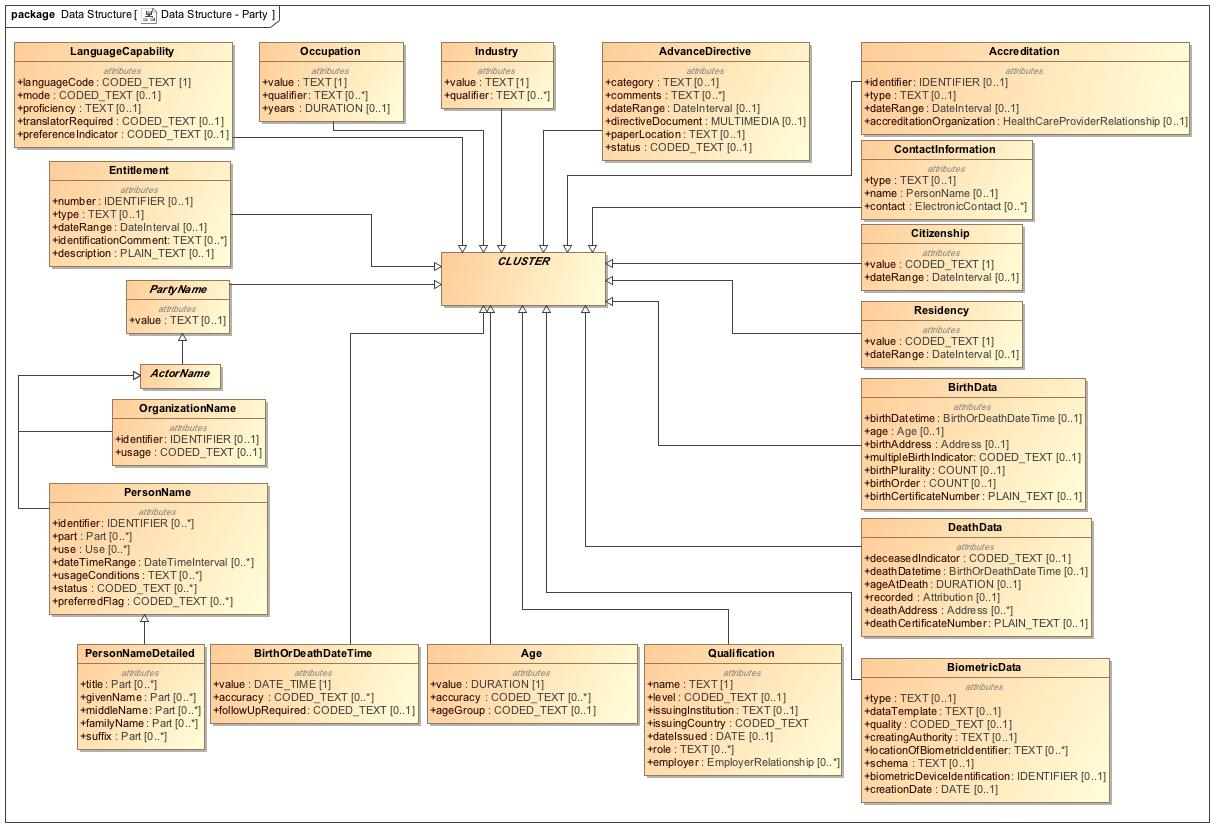 package Data Structure [ Data Structure - Party ]
LanguageCapability
attributes
+languageCode : CODED_TEXT [1]
+mode : CODED_TEXT [0..1]
+proficiency : TEXT [0..1]
+translatorRequired : CODED_TEXT [0..1]
+preferenceIndicator : CODED_TEXT [0..1]
Occupation
attributes
+value : TEXT [1]
+qualifier : TEXT [0..*]
+years : DURATION [0..1]
Industry
attributes
+value : TEXT [1]
+qualifier : TEXT [0..*]
AdvanceDirective
attributes
+category : TEXT [0..1]
+comments : TEXT [0..*]
+dateRange : DateInterval [0..1]
+directiveDocument : MULTIMEDIA [0..1]
+paperLocation : TEXT [0..1]
+status : CODED_TEXT [0..1]
Accreditation
attributes
+identifier : IDENTIFIER [0..1]
+type : TEXT [0..1]
+dateRange : DateInterval [0..1]
+accreditationOrganization : HealthCareProviderRelationship [0..1]
ContactInformation
attributes
+type : TEXT [0..1]
+name : PersonName [0..1]
+contact : ElectronicContact [0..*]
Entitlement
attributes
+number : IDENTIFIER [0..1]
+type : TEXT [0..1]
+dateRange : DateInterval [0..1]
+identificationComment : TEXT [0..*]
+description : PLAIN_TEXT [0..1]
CLUSTER
Citizenship
attributes
+value : CODED_TEXT [1]
+dateRange : DateInterval [0..1]
PartyName
attributes
+value : TEXT [0..1]
Residency
attributes
+value : CODED_TEXT [1]
+dateRange : DateInterval [0..1]
ActorName
OrganizationName
attributes
+identifier : IDENTIFIER [0..1]
+usage : CODED_TEXT [0..1]
BirthData
attributes
+birthDatetime : BirthOrDeathDateTime [0..1]
+age : Age [0..1]
+birthAddress : Address [0..1]
+multipleBirthIndicator : CODED_TEXT [0..1]
+birthPlurality : COUNT [0..1]
+birthOrder : COUNT [0..1]
+birthCertificateNumber : PLAIN_TEXT [0..1]
PersonName
attributes
+identifier : IDENTIFIER [0..*]
+part : Part [0..*]
+use : Use [0..*]
+dateTimeRange : DateTimeInterval [0..*]
+usageConditions : TEXT [0..*]
+status : CODED_TEXT [0..*]
+preferredFlag : CODED_TEXT [0..*]
DeathData
attributes
+deceasedIndicator : CODED_TEXT [0..1]
+deathDatetime : BirthOrDeathDateTime [0..1]
+ageAtDeath : DURATION [0..1]
+recorded : Attribution [0..1]
+deathAddress : Address [0..*]
+deathCertificateNumber : PLAIN_TEXT [0..1]
PersonNameDetailed
attributes
+title : Part [0..*]
+givenName : Part [0..*]
+middleName : Part [0..*]
+familyName : Part [0..*]
+suffix : Part [0..*]
BirthOrDeathDateTime
attributes
+value : DATE_TIME [1]
+accuracy : CODED_TEXT [0..*]
+followUpRequired : CODED_TEXT [0..1]
Age
attributes
+value : DURATION [1]
+accuracy : CODED_TEXT [0..*]
+ageGroup : CODED_TEXT [0..1]
Qualification
attributes
+name : TEXT [1]
+level : CODED_TEXT [0..1]
+issuingInstitution : TEXT [0..1]
+issuingCountry : CODED_TEXT
+dateIssued : DATE [0..1]
+role : TEXT [0..*]
+employer : EmployerRelationship [0..*]
BiometricData
attributes
+type : TEXT [0..1]
+dataTemplate : TEXT [0..1]
+quality : CODED_TEXT [0..1]
+creatingAuthority : TEXT [0..1]
+locationOfBiometricIdentifier : TEXT [0..*]
+schema : TEXT [0..1]
+biometricDeviceIdentification : IDENTIFIER [0..1]
+creationDate : DATE [0..1]